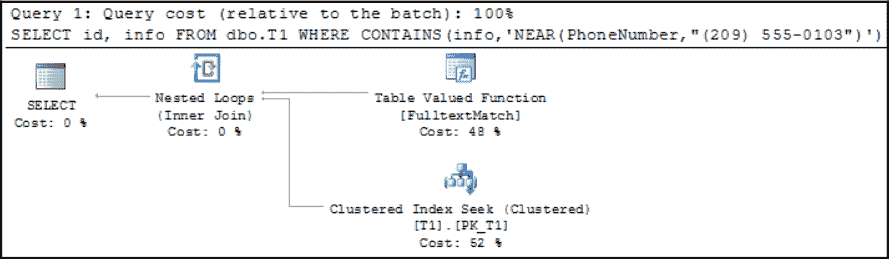 Query 1: Query cost (relative to the batch): 100%
SELECT id, info FROM dbo.T1 WHERE CONTAINS(info,'NEAR(PhoneNumber,"(209) 555-0103")')
SELECT
Cost: 0 %
Nested Loops
(Inner Join)
Cost: 0 %
Table Valued Function
[FulltextMatch]
Cost: 48 %
Clustered Index Seek (Clustered)
[T1].[PK_T1]
Cost: 52 %